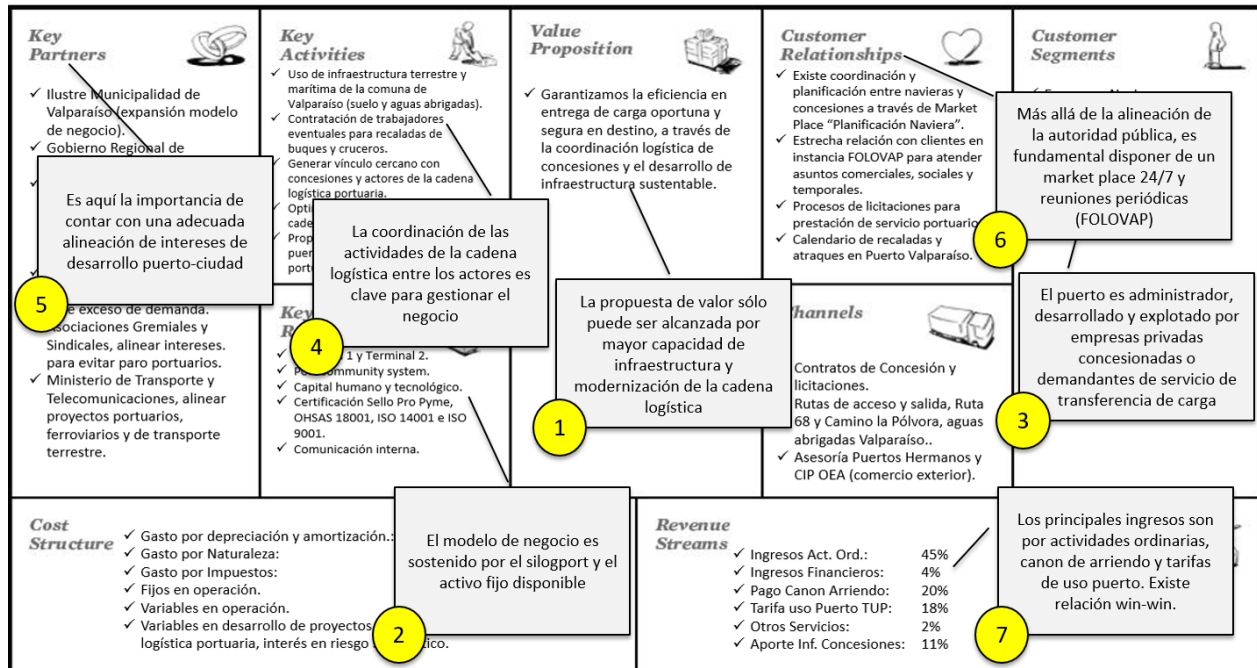 Key
Partners
✓ Ilustre Municipalidad de
Valparaíso (expansión modelo
de negocio).
✓ Gobierno Regional de
exceso de demanda.
Asociaciones Gremiales y
Sindicales, alinear intereses.
para evitar paro portuarios.
✓ Ministerio de Transporte y
Telecomunicaciones, alinear
proyectos portuarios,
ferroviarios y de transporte
terrestre.
Es aquí la importancia de
contar con una adecuada
alineación de intereses de
desarrollo puerto-ciudad
5
Key
Activities
✓ Uso de infraestructura terrestre y
marítima de la comuna de
Valparaíso (suelo y aguas abrigadas).
✓ Contratación de trabajadores
eventuales para recaladas de
buques y cruceros.
✓ Generar vínculo cercano con
concesiones y actores de la cadena
logística portuaria.
La coordinación de las
actividades de la cadena
logística entre los actores es
clave para gestionar el
negocio
4
Key
1 y Terminal 2.
community system.
✓ Capital humano y tecnológico.
✓ Certificación Sello Pro Pyme,
OHSAS 18001, ISO 14001 e ISO
9001.
✓ Comunicación interna.
Value
Proposition
✓ Garantizamos la eficiencia en
entrega de carga oportuna y
segura en destino, a través de
la coordinación logística de
concesiones y el desarrollo de
infraestructura sustentable.
La propuesta de valor sólo
puede ser alcanzada por
mayor capacidad de
infraestructura y
modernización de la cadena
logística
1
Customer
Relationships
✓ Existe coordinación y
planificación entre navieras y
concesiones a través de Market
Place “Planificación Naviera”.
✓ Estrecha relación con clientes en
instancia FOLOVAP para atender
asuntos comerciales, sociales y
temporales.
✓ Procesos de licitaciones para
prestación de servicio portuario
✓ Calendario de recaladas y
atraques en Puerto Valparaíso.
Más allá de la alineación de
la autoridad pública, es
fundamental disponer de un
market place 24/7 y
reuniones periódicas
(FOLOVAP)
6
Channels
Contratos de Concesión y
licitaciones.
Rutas de acceso y salida, Ruta
68 y Camino la Pólvora, aguas
abrigadas Valparaíso..
✓ Asesoría Puertos Hermanos y
CIP OEA (comercio exterior).
Customer
Segments
El puerto es administrador,
desarrollado y explotado por
empresas privadas
concesionadas o
demandantes de servicio de
transferencia de carga
3
Cost
Structure
✓ Gasto por depreciación y amortización.:
✓ Gasto por Naturaleza:
✓ Gasto por Impuestos:
✓ Fijos en operación.
✓ Variables en operación.
✓ Variables en desarrollo de proyectos
logística portuaria, interés en riesgo
El modelo de negocio es
sostenido por el silogport y el
activo fijo disponible
2
Revenue
Streams
✓ Ingresos Act. Ord.: 45%
✓ Ingresos Financieros: 4%
✓ Pago Canon Arriendo: 20%
✓ Tarifa uso Puerto TUP: 18%
✓ Otros Servicios: 2%
✓ Aporte Inf. Concesiones: 11%
Los principales ingresos son
por actividades ordinarias,
canon de arriendo y tarifas
de uso puerto. Existe
relación win-win.
7